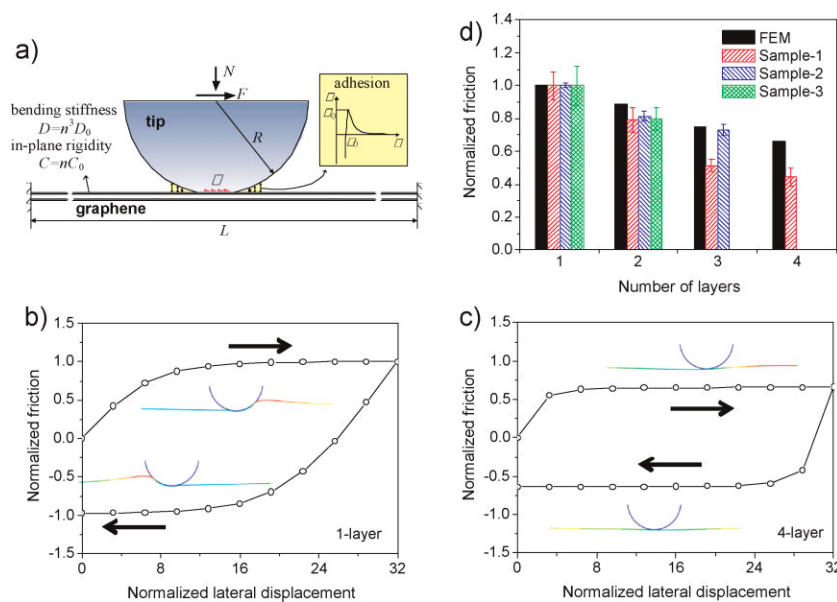 a)
N
F
adhesion
bending stiffness
D=n³D₀
in-plane rigidity
C=nC₀
tip
R
graphene
L
d)
Normalized friction
1.4
1.2
1.0
0.8
0.6
0.4
0.2
0.0
FEM
Sample-1
Sample-2
Sample-3
1 2 3 4
Number of layers
b)
Normalized friction
1.5
1.0
0.5
0.0
-0.5
-1.0
-1.5
1-layer
0 8 16 24 32
Normalized lateral displacement
c)
Normalized friction
1.5
1.0
0.5
0.0
-0.5
-1.0
-1.5
4-layer
0 8 16 24 32
Normalized lateral displacement